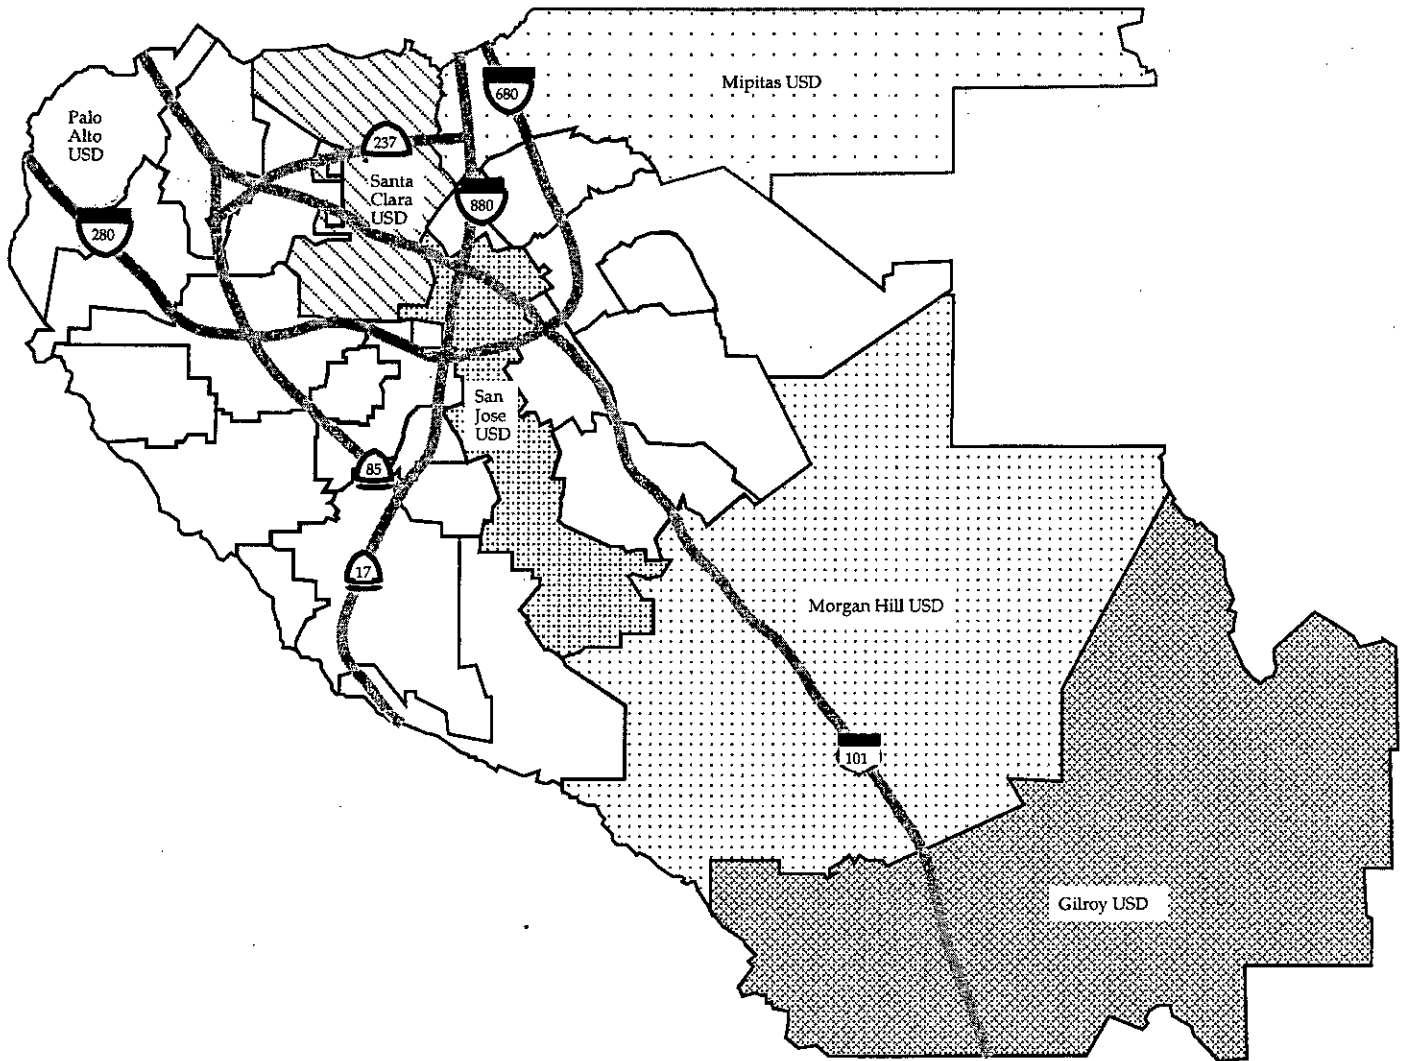 Mipitas USD
680
Palo
Alto
USD
237
Santa
Clara
USD
880
280
San
Jose
USD
85
17
Morgan Hill USD
101
Gilroy USD